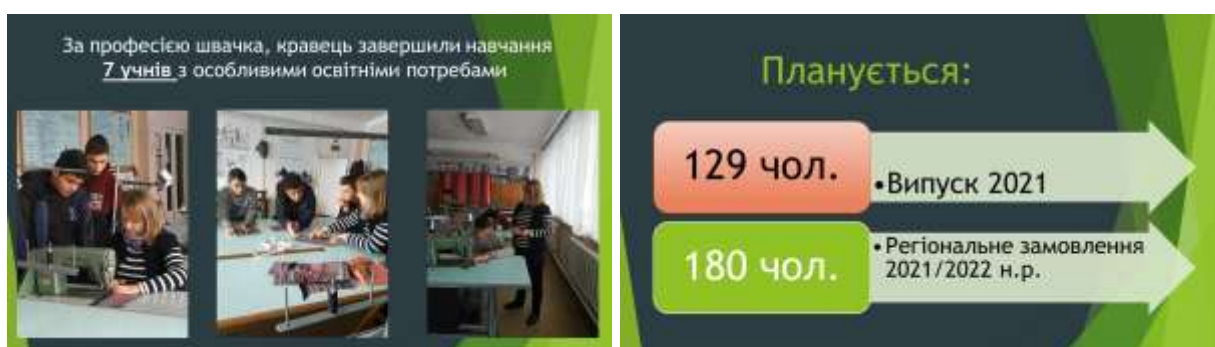 За професією швачка, кравець завершили навчання
7 учнів з особливими освітніми потребами
Планується:
129 чол.
•Випуск 2021
180 чол.
•Регіональне замовлення
2021/2022 н.р.